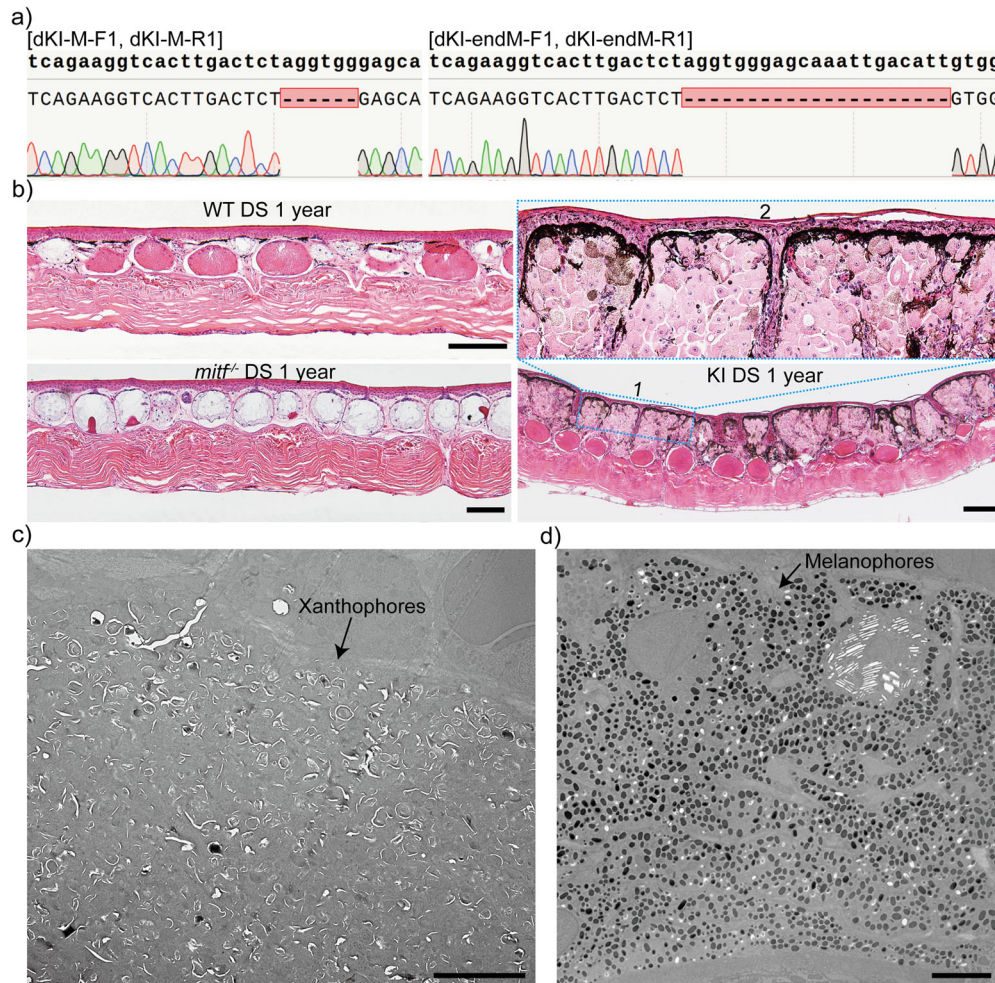 a)
[dKI-M-F1, dKI-M-R1]
tcagaaggtcacttgactctaggtgggagca
TCAGAAGGTCACTTGACTCT------GAGCA
[dKI-endM-F1, dKI-endM-R1]
tcagaaggtcacttgactctaggtgggagcaaattgacattgtgg
TCAGAAGGTCACTTGACTCT---------------------GTGG
b)
WT DS 1 year
2
mitf-/- DS 1 year
1
KI DS 1 year
c)
Xanthophores
d)
Melanophores